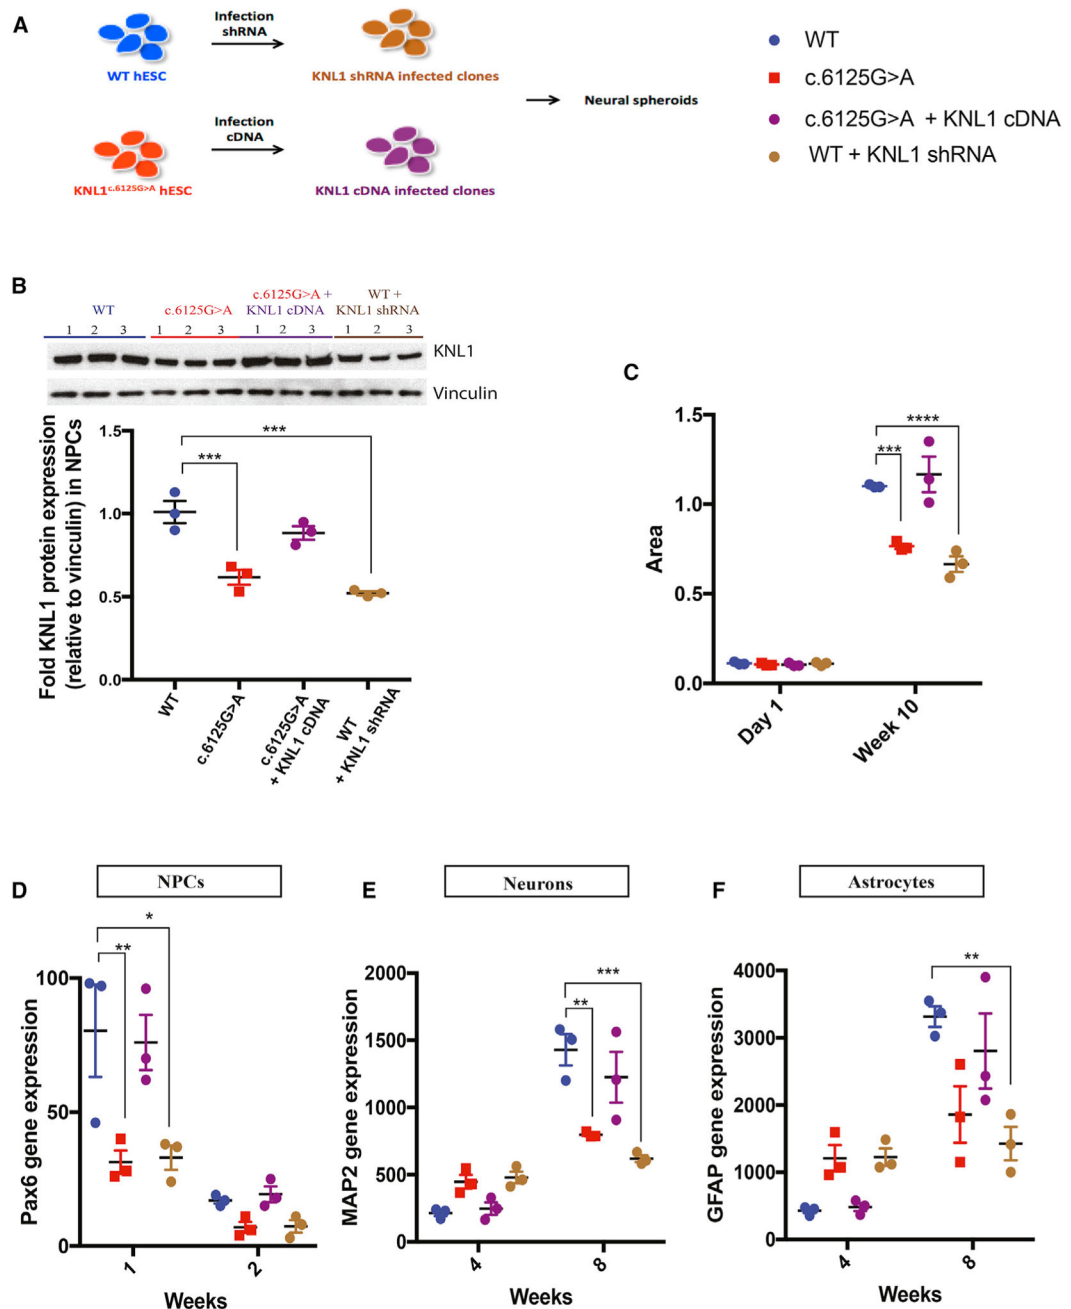 A
Infection
shRNA
WT hESC
KNL1 shRNA infected clones
Infection
cDNA
KNL1c.6125G>A hESC
KNL1 cDNA infected clones
Neural spheroids
WT
c.6125G>A
c.6125G>A + KNL1 cDNA
WT + KNL1 shRNA
B
WT
c.6125G>A
c.6125G>A +
KNL1 cDNA
WT +
KNL1 shRNA
1 2 3 1 2 3 1 2 3 1 2 3
KNL1
Vinculin
Fold KNL1 protein expression
(relative to vinculin) in NPCs
1.5
1.0
0.5
0.0
***
***
WT
c.6125G>A
c.6125G>A
+ KNL1 cDNA
WT
+ KNL1 shRNA
C
Area
1.5
1.0
0.5
0.0
****
***
Day 1
Week 10
D
NPCs
Pax6 gene expression
100
50
0
*
**
1
2
Weeks
E
Neurons
MAP2 gene expression
2000
1500
1000
500
0
***
**
4
8
Weeks
F
Astrocytes
GFAP gene expression
4000
3000
2000
1000
0
**
4
8
Weeks